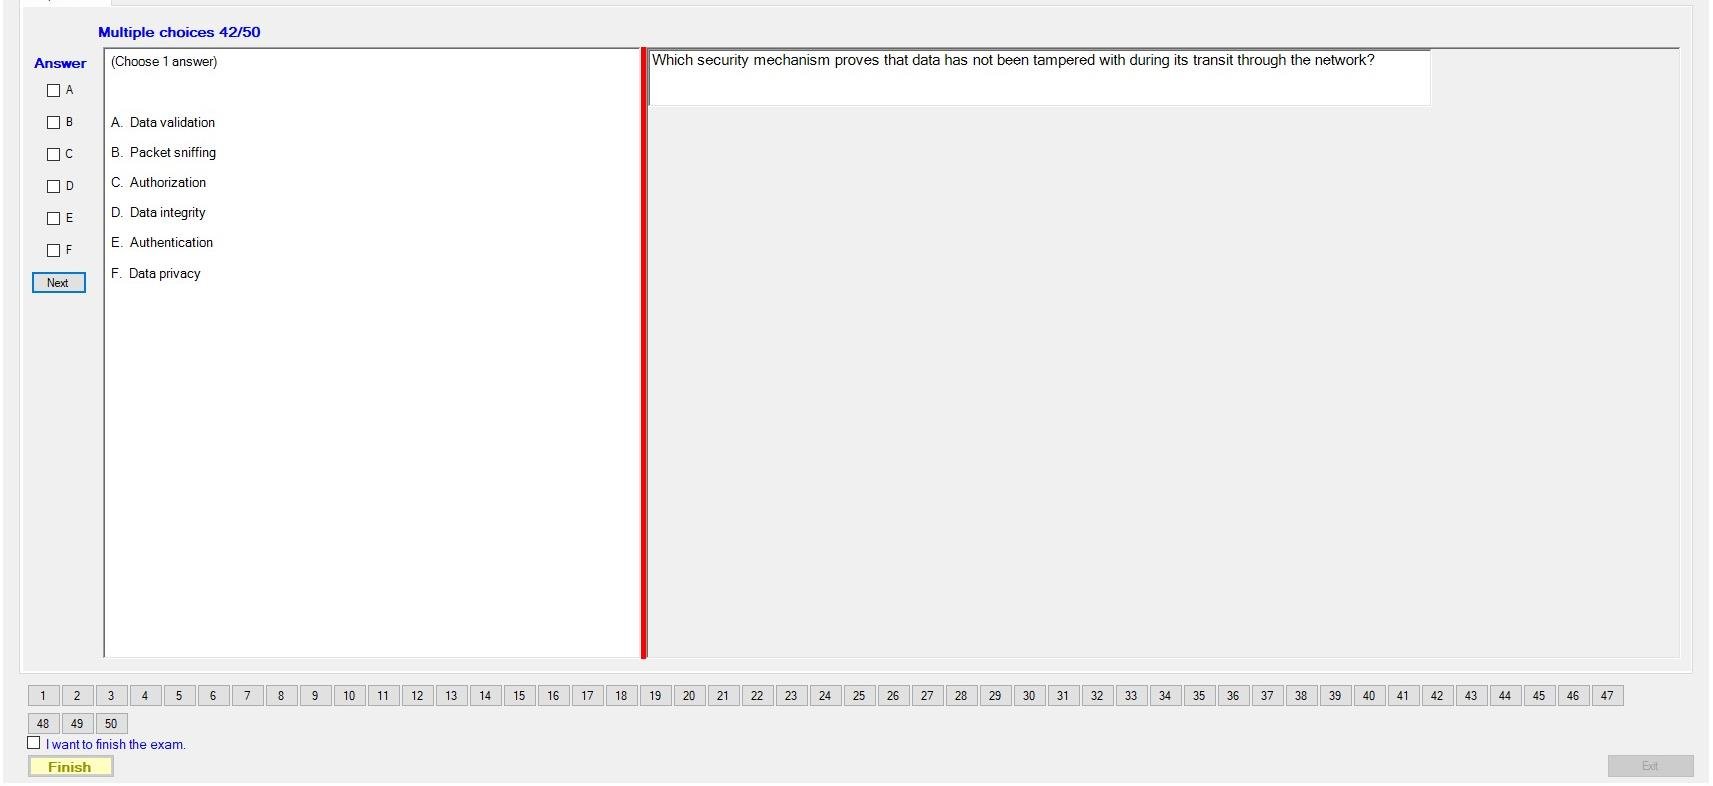 Multiple choices 42/50
Answer
A
B
C
D
E
F
Next
(Choose 1 answer)
A. Data validation
B. Packet sniffing
C. Authorization
D. Data integrity
E. Authentication
F. Data privacy
Which security mechanism proves that data has not been tampered with during its transit through the network?
1 2 3 4 5 6 7 8 9 10 11 12 13 14 15 16 17 18 19 20 21 22 23 24 25 26 27 28 29 30 31 32 33 34 35 36 37 38 39 40 41 42 43 44 45 46 47
48 49 50
I want to finish the exam.
Finish
Exit